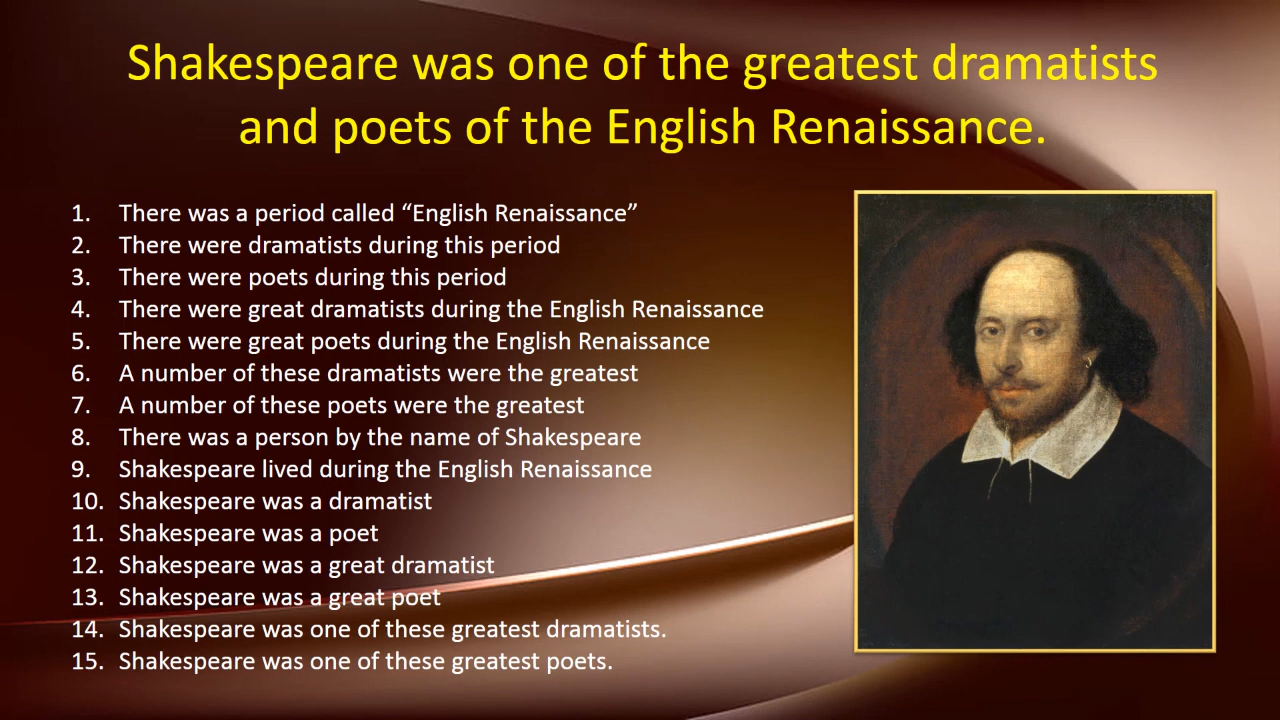 Shakespeare was one of the greatest dramatists
and poets of the English Renaissance.
1. There was a period called “English Renaissance”
2. There were dramatists during this period
3. There were poets during this period
4. There were great dramatists during the English Renaissance
5. There were great poets during the English Renaissance
6. A number of these dramatists were the greatest
7. A number of these poets were the greatest
8. There was a person by the name of Shakespeare
9. Shakespeare lived during the English Renaissance
10. Shakespeare was a dramatist
11. Shakespeare was a poet
12. Shakespeare was a great dramatist
13. Shakespeare was a great poet
14. Shakespeare was one of these greatest dramatists.
15. Shakespeare was one of these greatest poets.